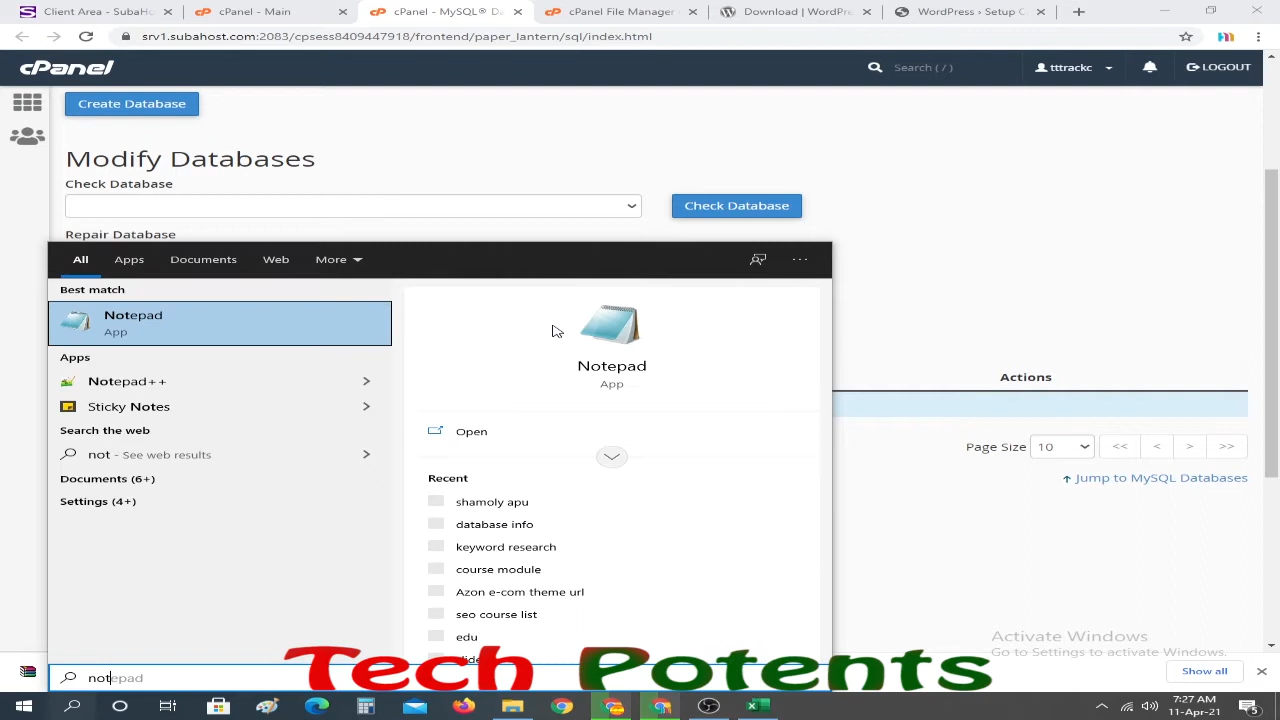 Client Area - SubaHo
cPanel - Main
cPanel - MySQL® Da
cPanel File Manager -
Download | WordPre
WordPress › Setup C
srv1.subahost.com:2083/cpsess8409447918/frontend/paper_lantern/sql/index.html
cPanel
Search ( / )
tttrackc
LOGOUT
Create Database
Modify Databases
Check Database
Check Database
Repair Database
All
Apps
Documents
Web
More
Best match
Notepad
App
Apps
Notepad++
Sticky Notes
Search the web
not - See web results
Documents (6+)
Settings (4+)
Notepad
App
Open
Recent
shamoly apu
database info
keyword research
course module
Azon e-com theme url
seo course list
edu
Actions
Page Size
10
<<
<
>
>>
Jump to MySQL Databases
Activate Windows
Go to Settings to activate Windows.
Tech Potents
Show all
notepad
7:27 AM
11-Apr-21
5